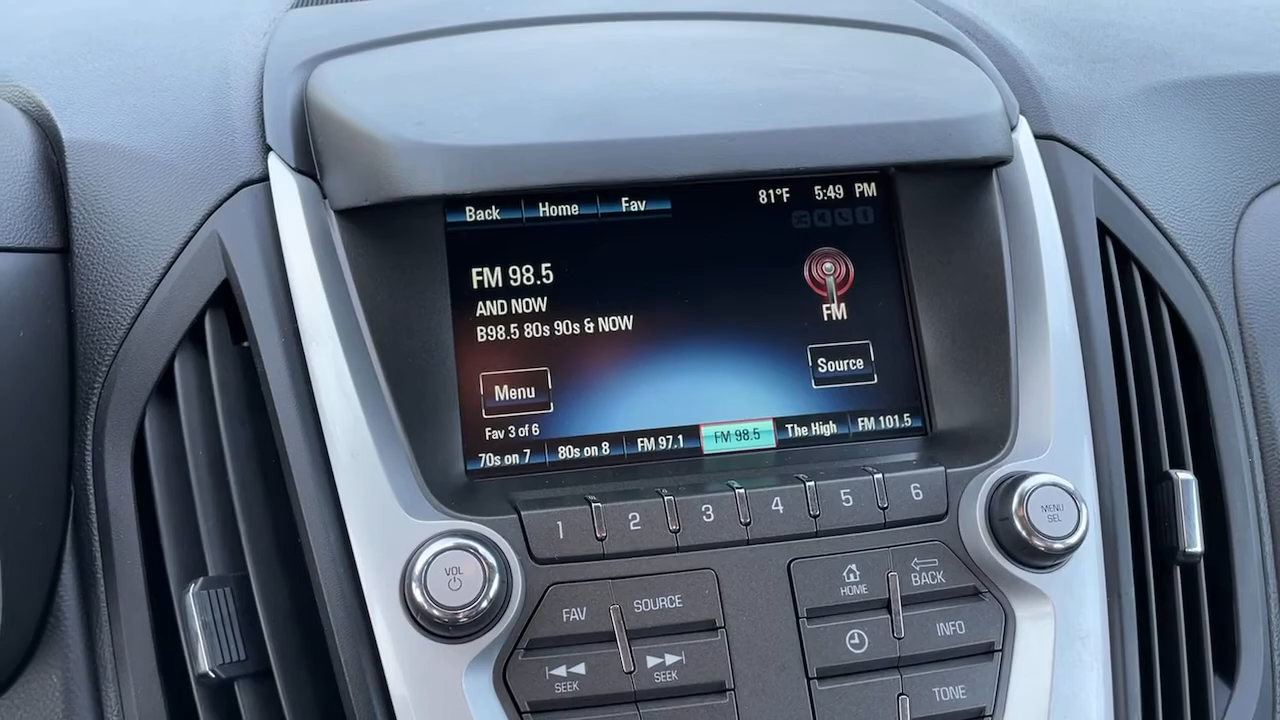 Back Home Fav 81°F 5:49 PM
FM 98.5
AND NOW
B98.5 80s 90s & NOW
FM
Menu
Source
Fav 3 of 6
70s on 7 80s on 8 FM 97.1 FM 98.5 The High FM 101.5
1 2 3 4 5 6
VOL
MENU
SEL
FAV SOURCE
SEEK SEEK
HOME BACK
INFO
TONE